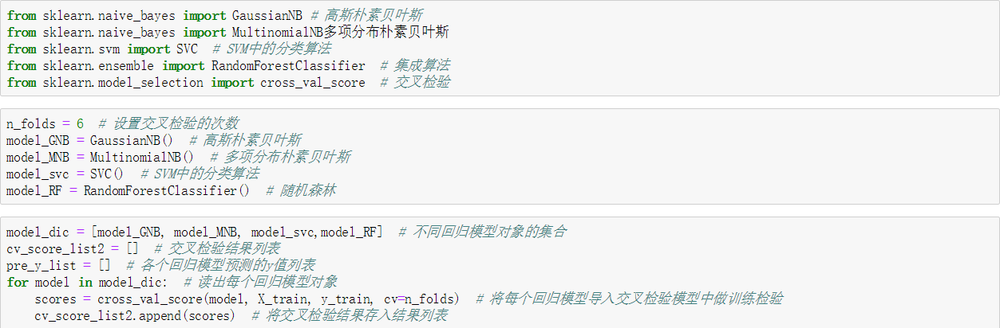 from sklearn.naive_bayes import GaussianNB # 高斯朴素贝叶斯
from sklearn.naive_bayes import MultinomialNB多项分布朴素贝叶斯
from sklearn.svm import SVC  # SVM中的分类算法
from sklearn.ensemble import RandomForestClassifier  # 集成算法
from sklearn.model_selection import cross_val_score  # 交叉检验
n_folds = 6  # 设置交叉检验的次数
model_GNB = GaussianNB()  # 高斯朴素贝叶斯
model_MNB = MultinomialNB()  # 多项分布朴素贝叶斯
model_svc = SVC()  # SVM中的分类算法
model_RF = RandomForestClassifier()  # 随机森林
model_dic = [model_GNB, model_MNB, model_svc,model_RF]  # 不同回归模型对象的集合
cv_score_list2 = []  # 交叉检验结果列表
pre_y_list = []  # 各个回归模型预测的y值列表
for model in model_dic:  # 读出每个回归模型对象
    scores = cross_val_score(model, X_train, y_train, cv=n_folds)  # 将每个回归模型导入交叉检验模型中做训练检验
    cv_score_list2.append(scores)  # 将交叉检验结果存入结果列表